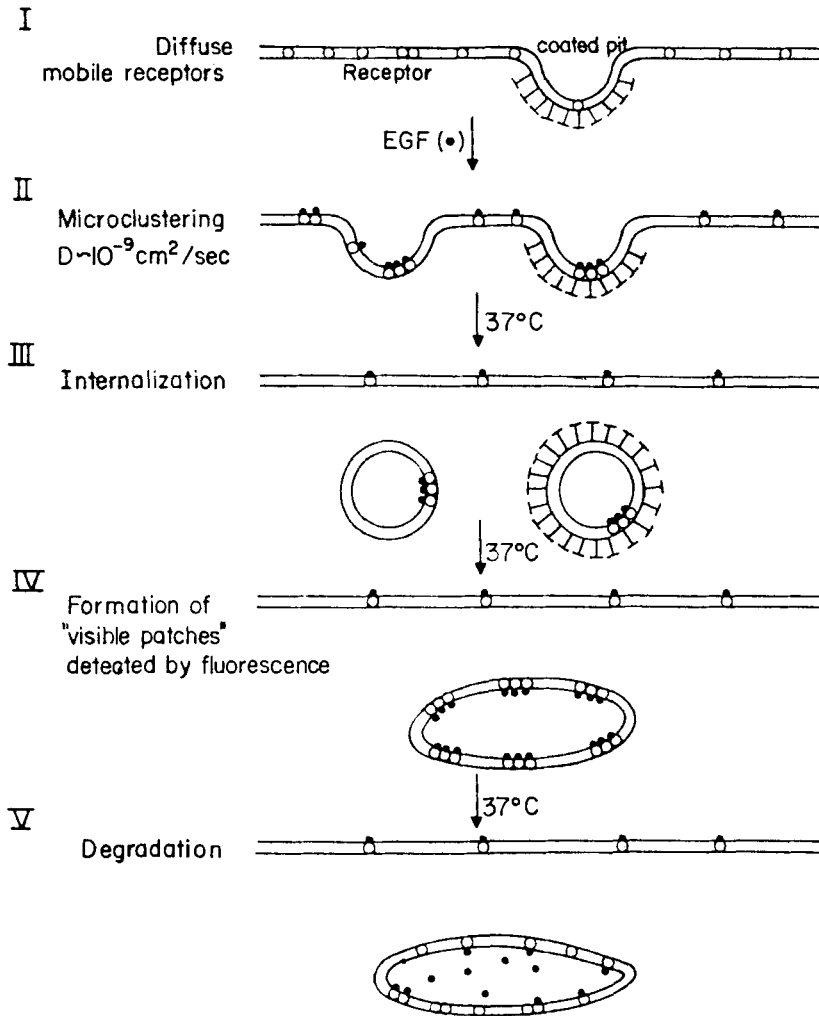 I
Diffuse
mobile receptors
Receptor
coated pit
EGF (•)
II
Microclustering
D~10⁻⁹cm²/sec
37°C
III
Internalization
37°C
IV
Formation of
"visible patches"
detected by fluorescence
37°C
V
Degradation